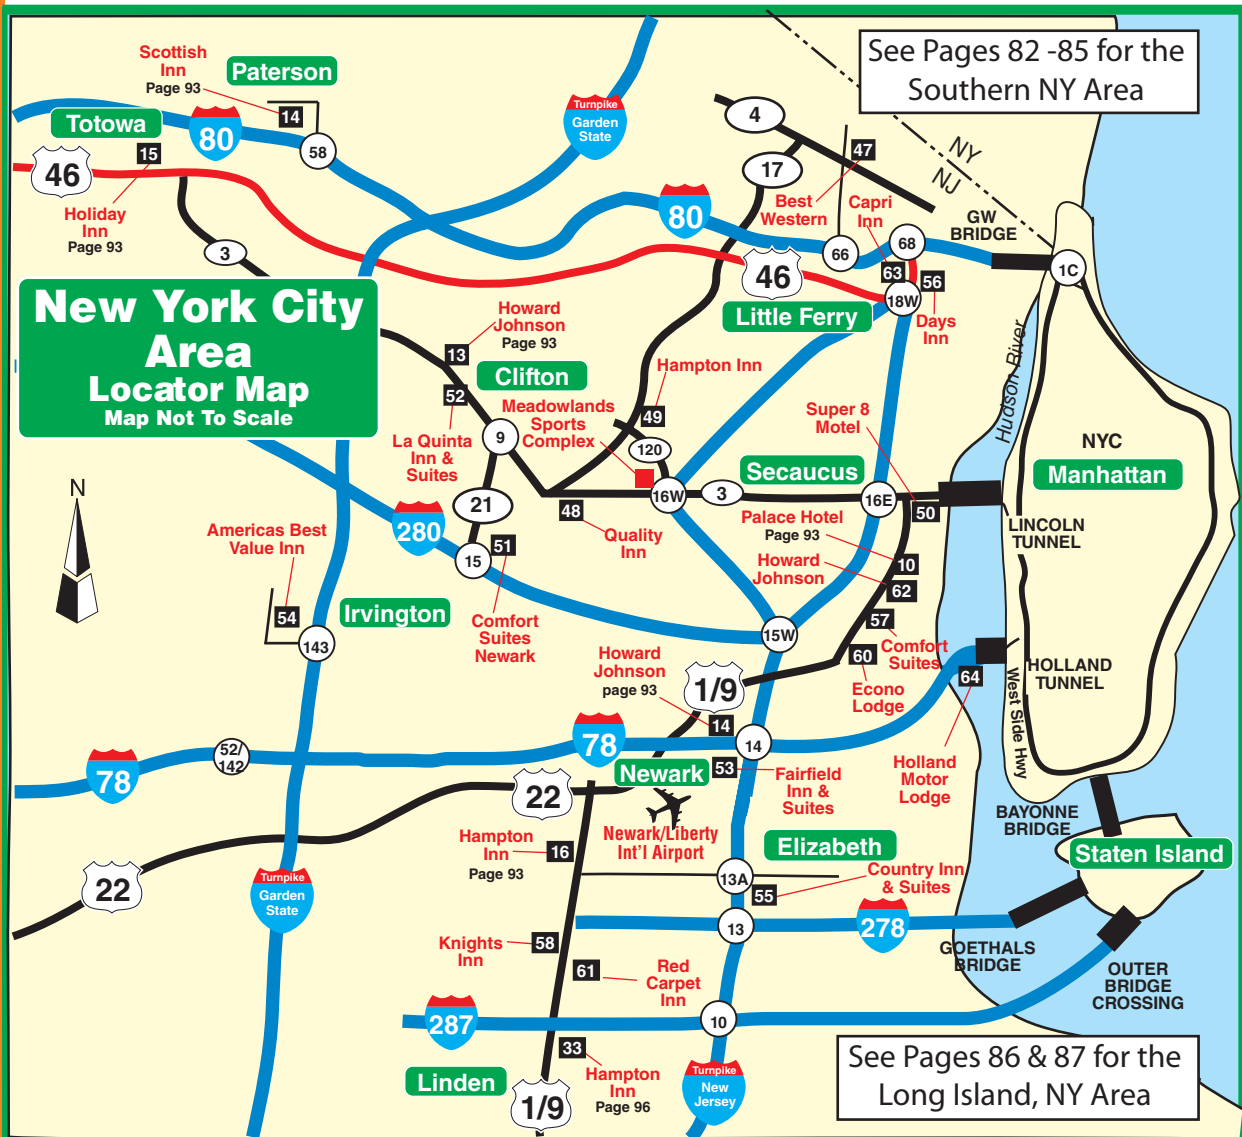 See Pages 82 -85 for the
Southern NY Area
Scottish
Inn
Page 93
Paterson
14
Totowa
80
58
46
15
Holiday
Inn
Page 93
3
Turnpike
Garden
State
4
17
47
NY
NJ
Best
Western
Capri
Inn
80
66
68
GW
BRIDGE
1C
63
56
18W
46
Little Ferry
Days
Inn
New York City
Area
Locator Map
Map Not To Scale
Howard
Johnson
Page 93
13
Clifton
52
Hampton Inn
49
Meadowlands
Sports
Complex
La Quinta
Inn &
Suites
9
120
Super 8
Motel
Hudson River
NYC
Manhattan
Secaucus
16W
3
16E
50
21
48
Quality
Inn
Palace Hotel
Page 93
10
Howard
Johnson
62
LINCOLN
TUNNEL
N
280
15
51
Comfort
Suites
Newark
Americas Best
Value Inn
54
143
Irvington
15W
57
Comfort
Suites
60
Econo
Lodge
64
HOLLAND
TUNNEL
West Side Hwy
Howard
Johnson
page 93
14
1/9
78
52/
142
78
14
Newark
53
Fairfield
Inn &
Suites
Holland
Motor
Lodge
22
Newark/Liberty
Int'l Airport
BAYONNE
BRIDGE
Staten Island
Hampton
Inn
Page 93
16
Elizabeth
13A
55
Country Inn
& Suites
22
Turnpike
Garden
State
13
278
GOETHALS
BRIDGE
OUTER
BRIDGE
CROSSING
Knights
Inn
58
61
Red
Carpet
Inn
287
10
Linden
33
Hampton
Inn
Page 96
1/9
Turnpike
New
Jersey
See Pages 86 & 87 for the
Long Island, NY Area